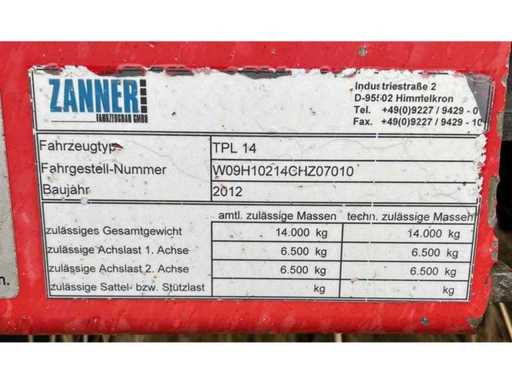 ZANNER
FAHRZEUGBAU GMBH
Industriestraße 2
D-95502 Himmelkron
Tel. +49(0)9227 / 9429 - 0
Fax. +49(0)9227 / 9429 - 10
Fahrzeugtyp TPL 14
Fahrgestell-Nummer W09H10214CHZ07010
Baujahr 2012
amtl. zulässige Massen techn. zulässige Massen
zulässiges Gesamtgewicht 14.000 kg 14.000 kg
zulässige Achslast 1. Achse 6.500 kg 6.500 kg
zulässige Achslast 2. Achse 6.500 kg 6.500 kg
zulässige Sattel- bzw. Stützlast kg kg